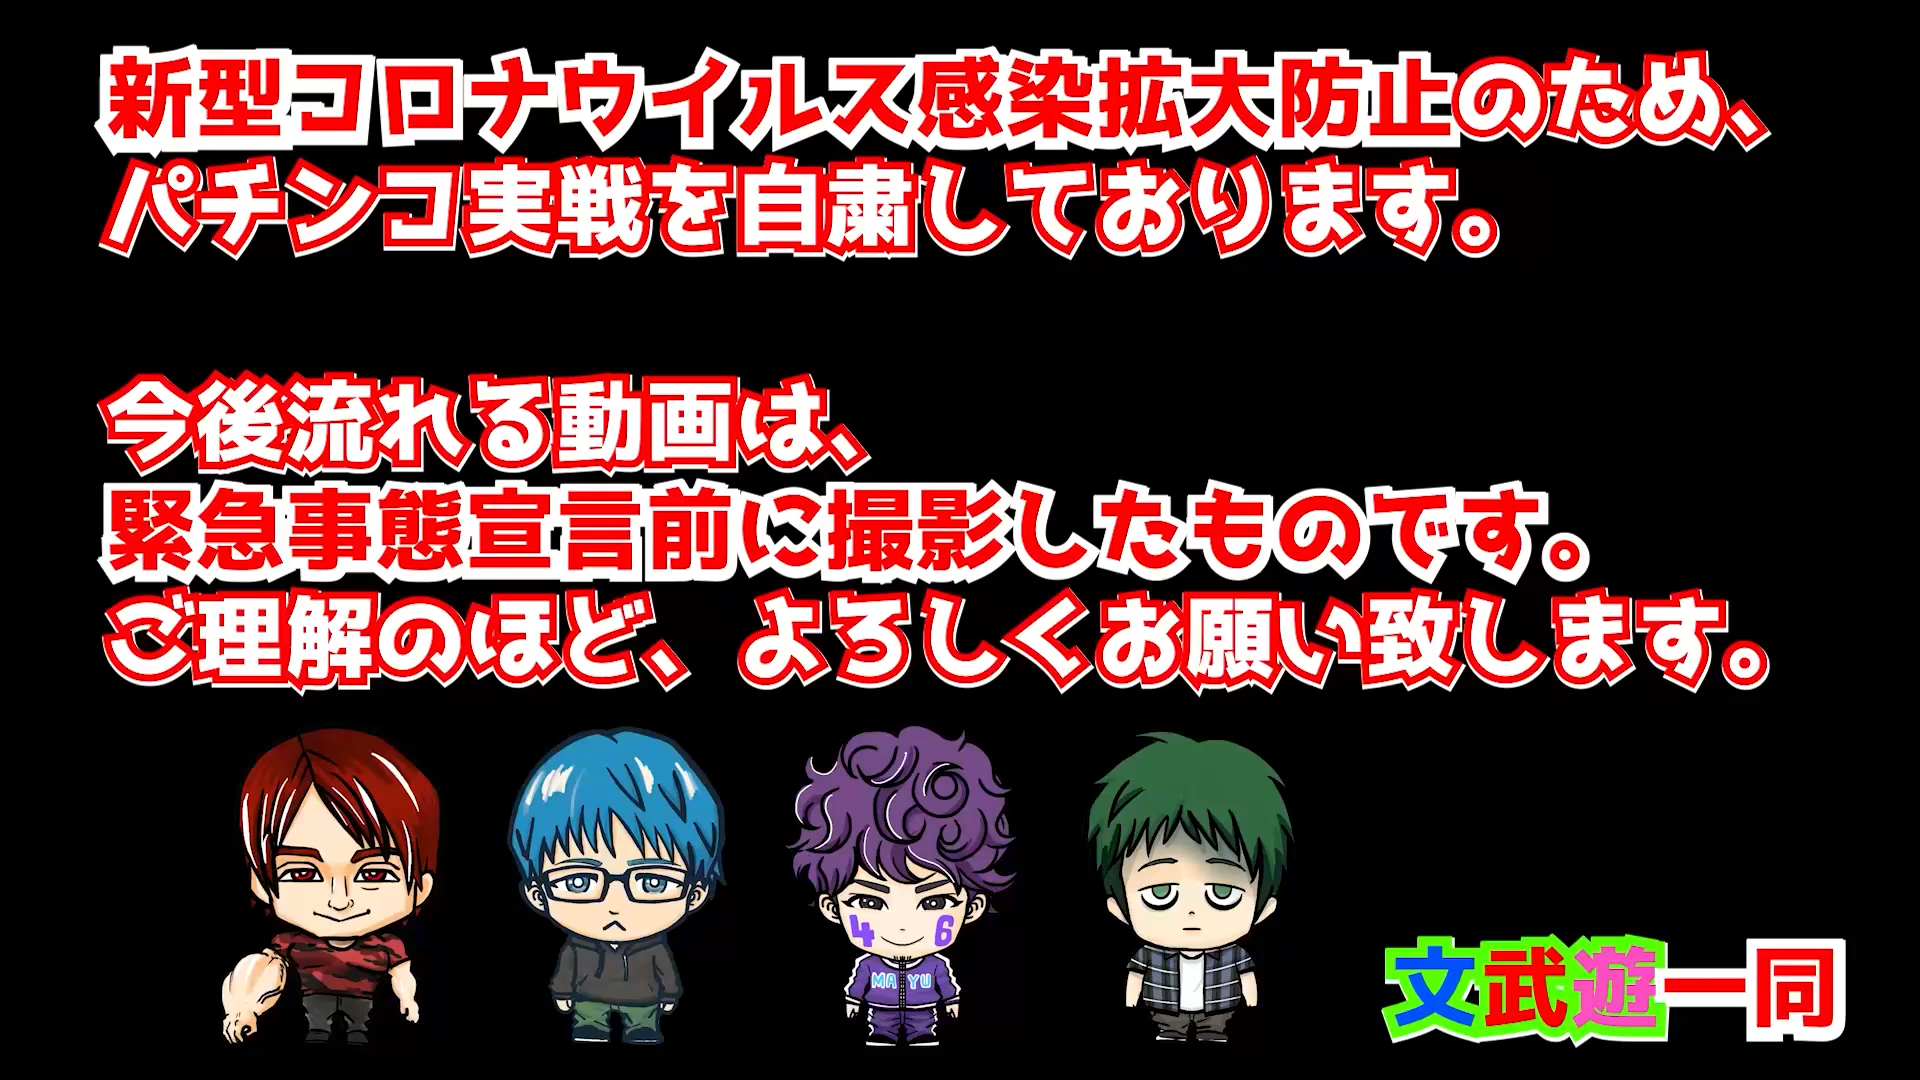 新型コロナウイルス感染拡大防止のため、
パチンコ実戦を自粛しております。
今後流れる動画は、
緊急事態宣言前に撮影したものです。
ご理解のほど、よろしくお願い致します。
4 6
MA YU
文武遊一同